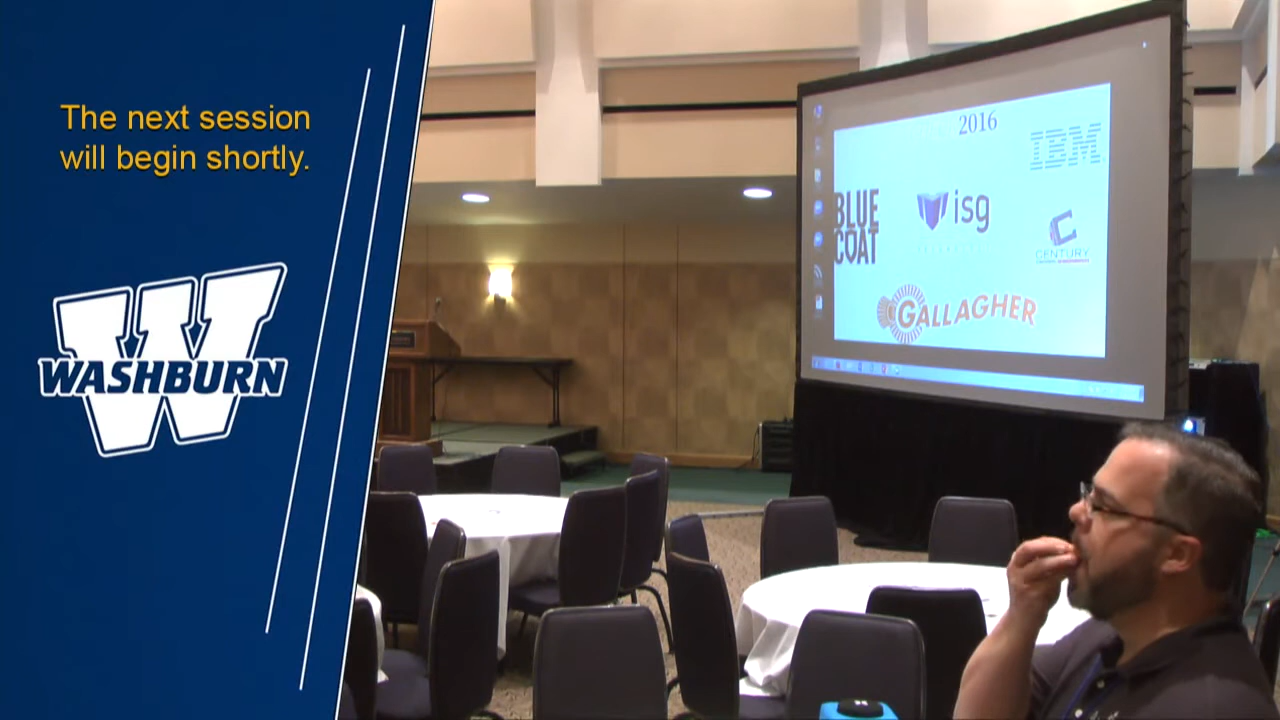 The next session
will begin shortly.
WASHBURN
2016
IBM
BLUE
COAT
isg
CENTURY
GALLAGHER